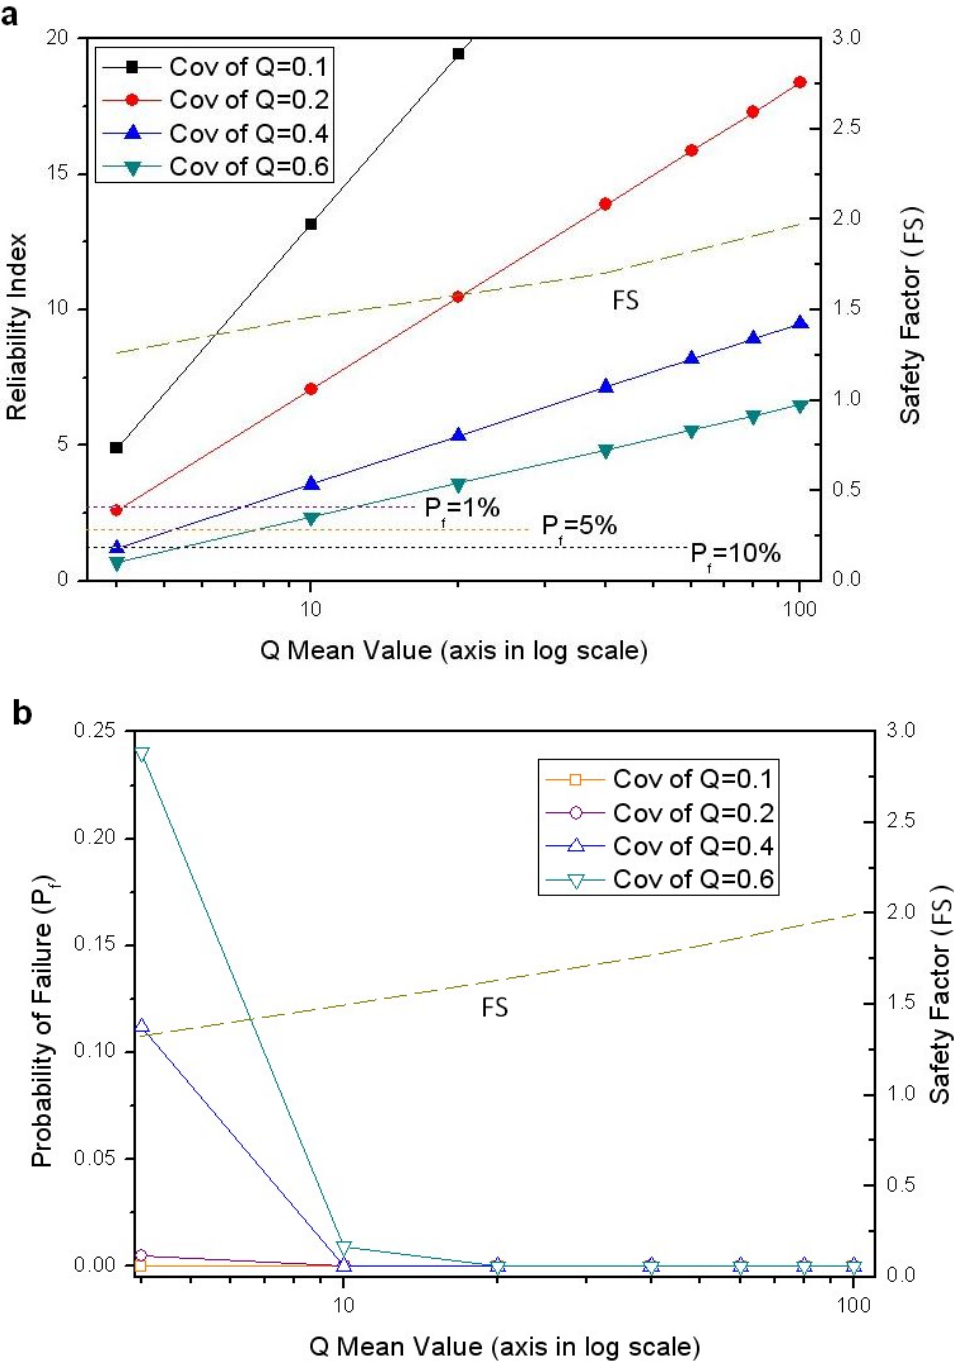 a
20
15
10
5
0
Reliability Index
Cov of Q=0.1
Cov of Q=0.2
Cov of Q=0.4
Cov of Q=0.6
FS
Pf=1%
Pf=5%
Pf=10%
3.0
2.5
2.0
1.5
1.0
0.5
0.0
Safety Factor (FS)
10 100
Q Mean Value (axis in log scale)
b
0.25
0.20
0.15
0.10
0.05
0.00
Probability of Failure (Pf)
Cov of Q=0.1
Cov of Q=0.2
Cov of Q=0.4
Cov of Q=0.6
FS
3.0
2.5
2.0
1.5
1.0
0.5
0.0
Safety Factor (FS)
10 100
Q Mean Value (axis in log scale)